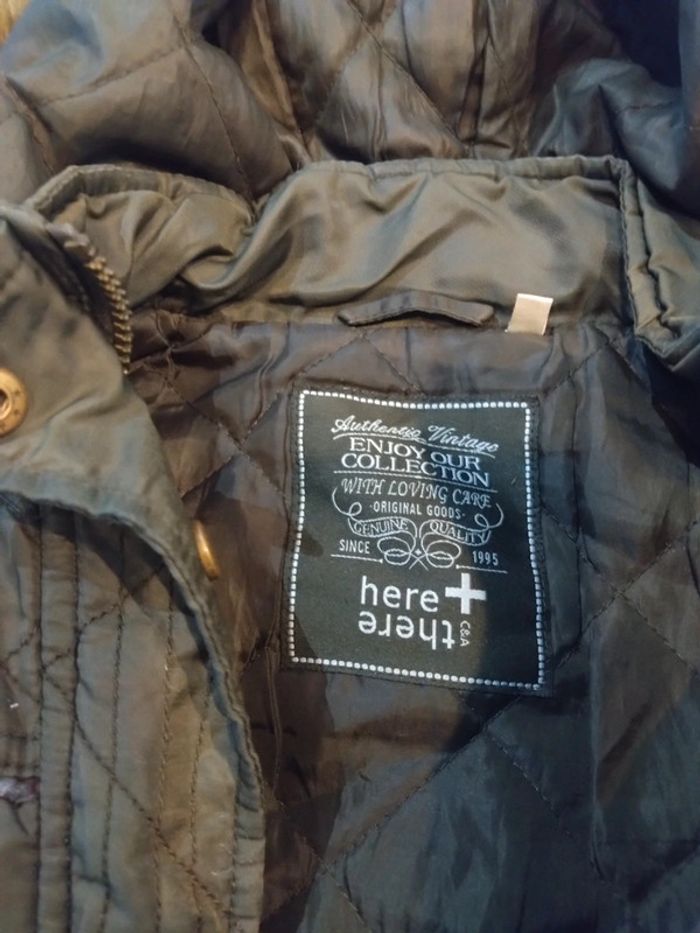 Authentic Vintage
ENJOY OUR
COLLECTION
WITH LOVING CARE
·ORIGINAL GOODS·
GENUINE QUALITY
SINCE 1995
here+
there C&A